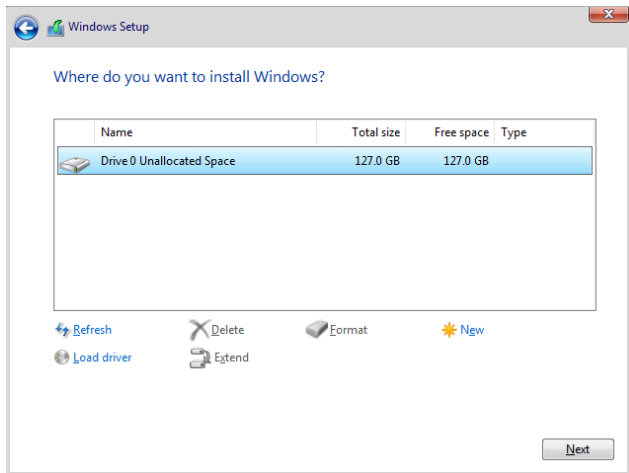 Windows Setup
Where do you want to install Windows?
Name Total size Free space Type
Drive 0 Unallocated Space 127.0 GB 127.0 GB
Refresh Delete Format New
Load driver Extend
Next